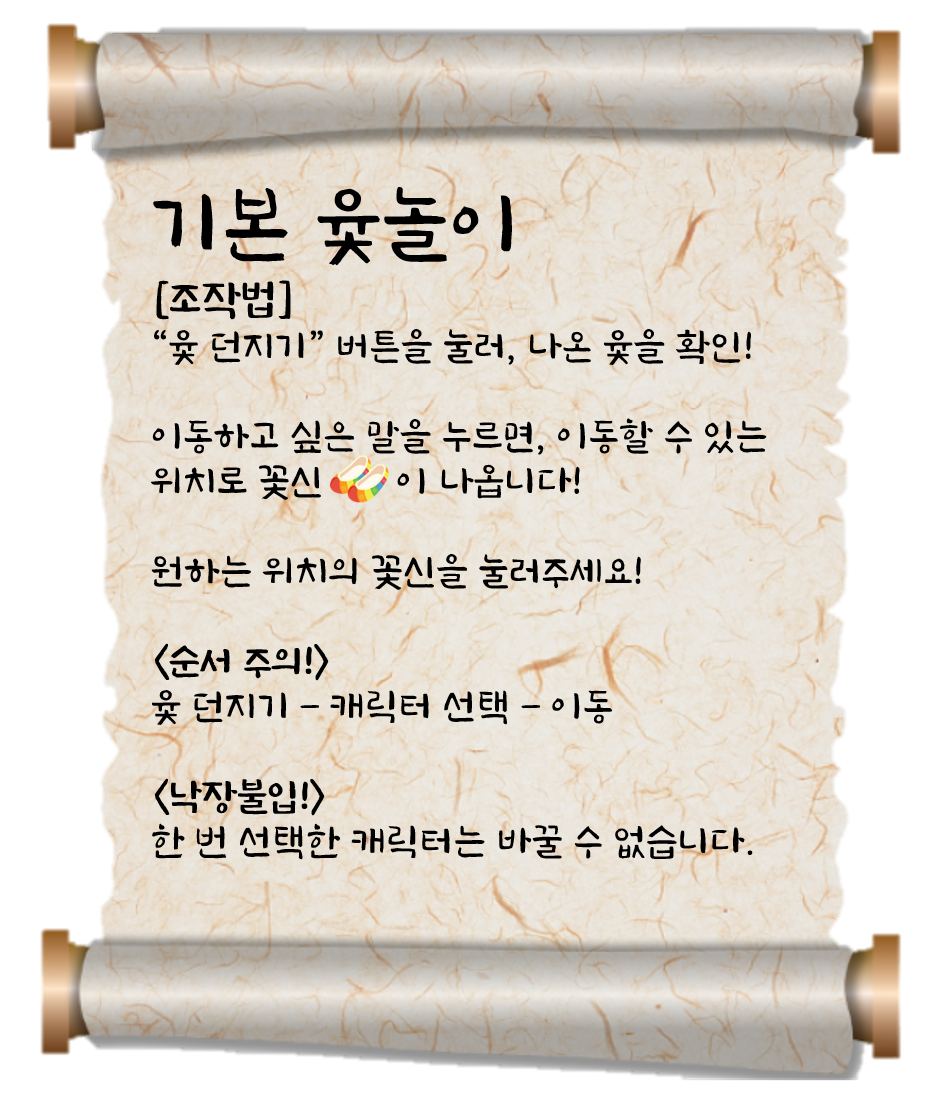 기본 윷놀이
[조작법]
“윷 던지기” 버튼을 눌러, 나온 윷을 확인!
이동하고 싶은 말을 누르면, 이동할 수 있는
위치로 꽃신 이 나옵니다!
원하는 위치의 꽃신을 눌러주세요!
<순서 주의!>
윷 던지기 - 캐릭터 선택 - 이동
<낙장불입!>
한 번 선택한 캐릭터는 바꿀 수 없습니다.